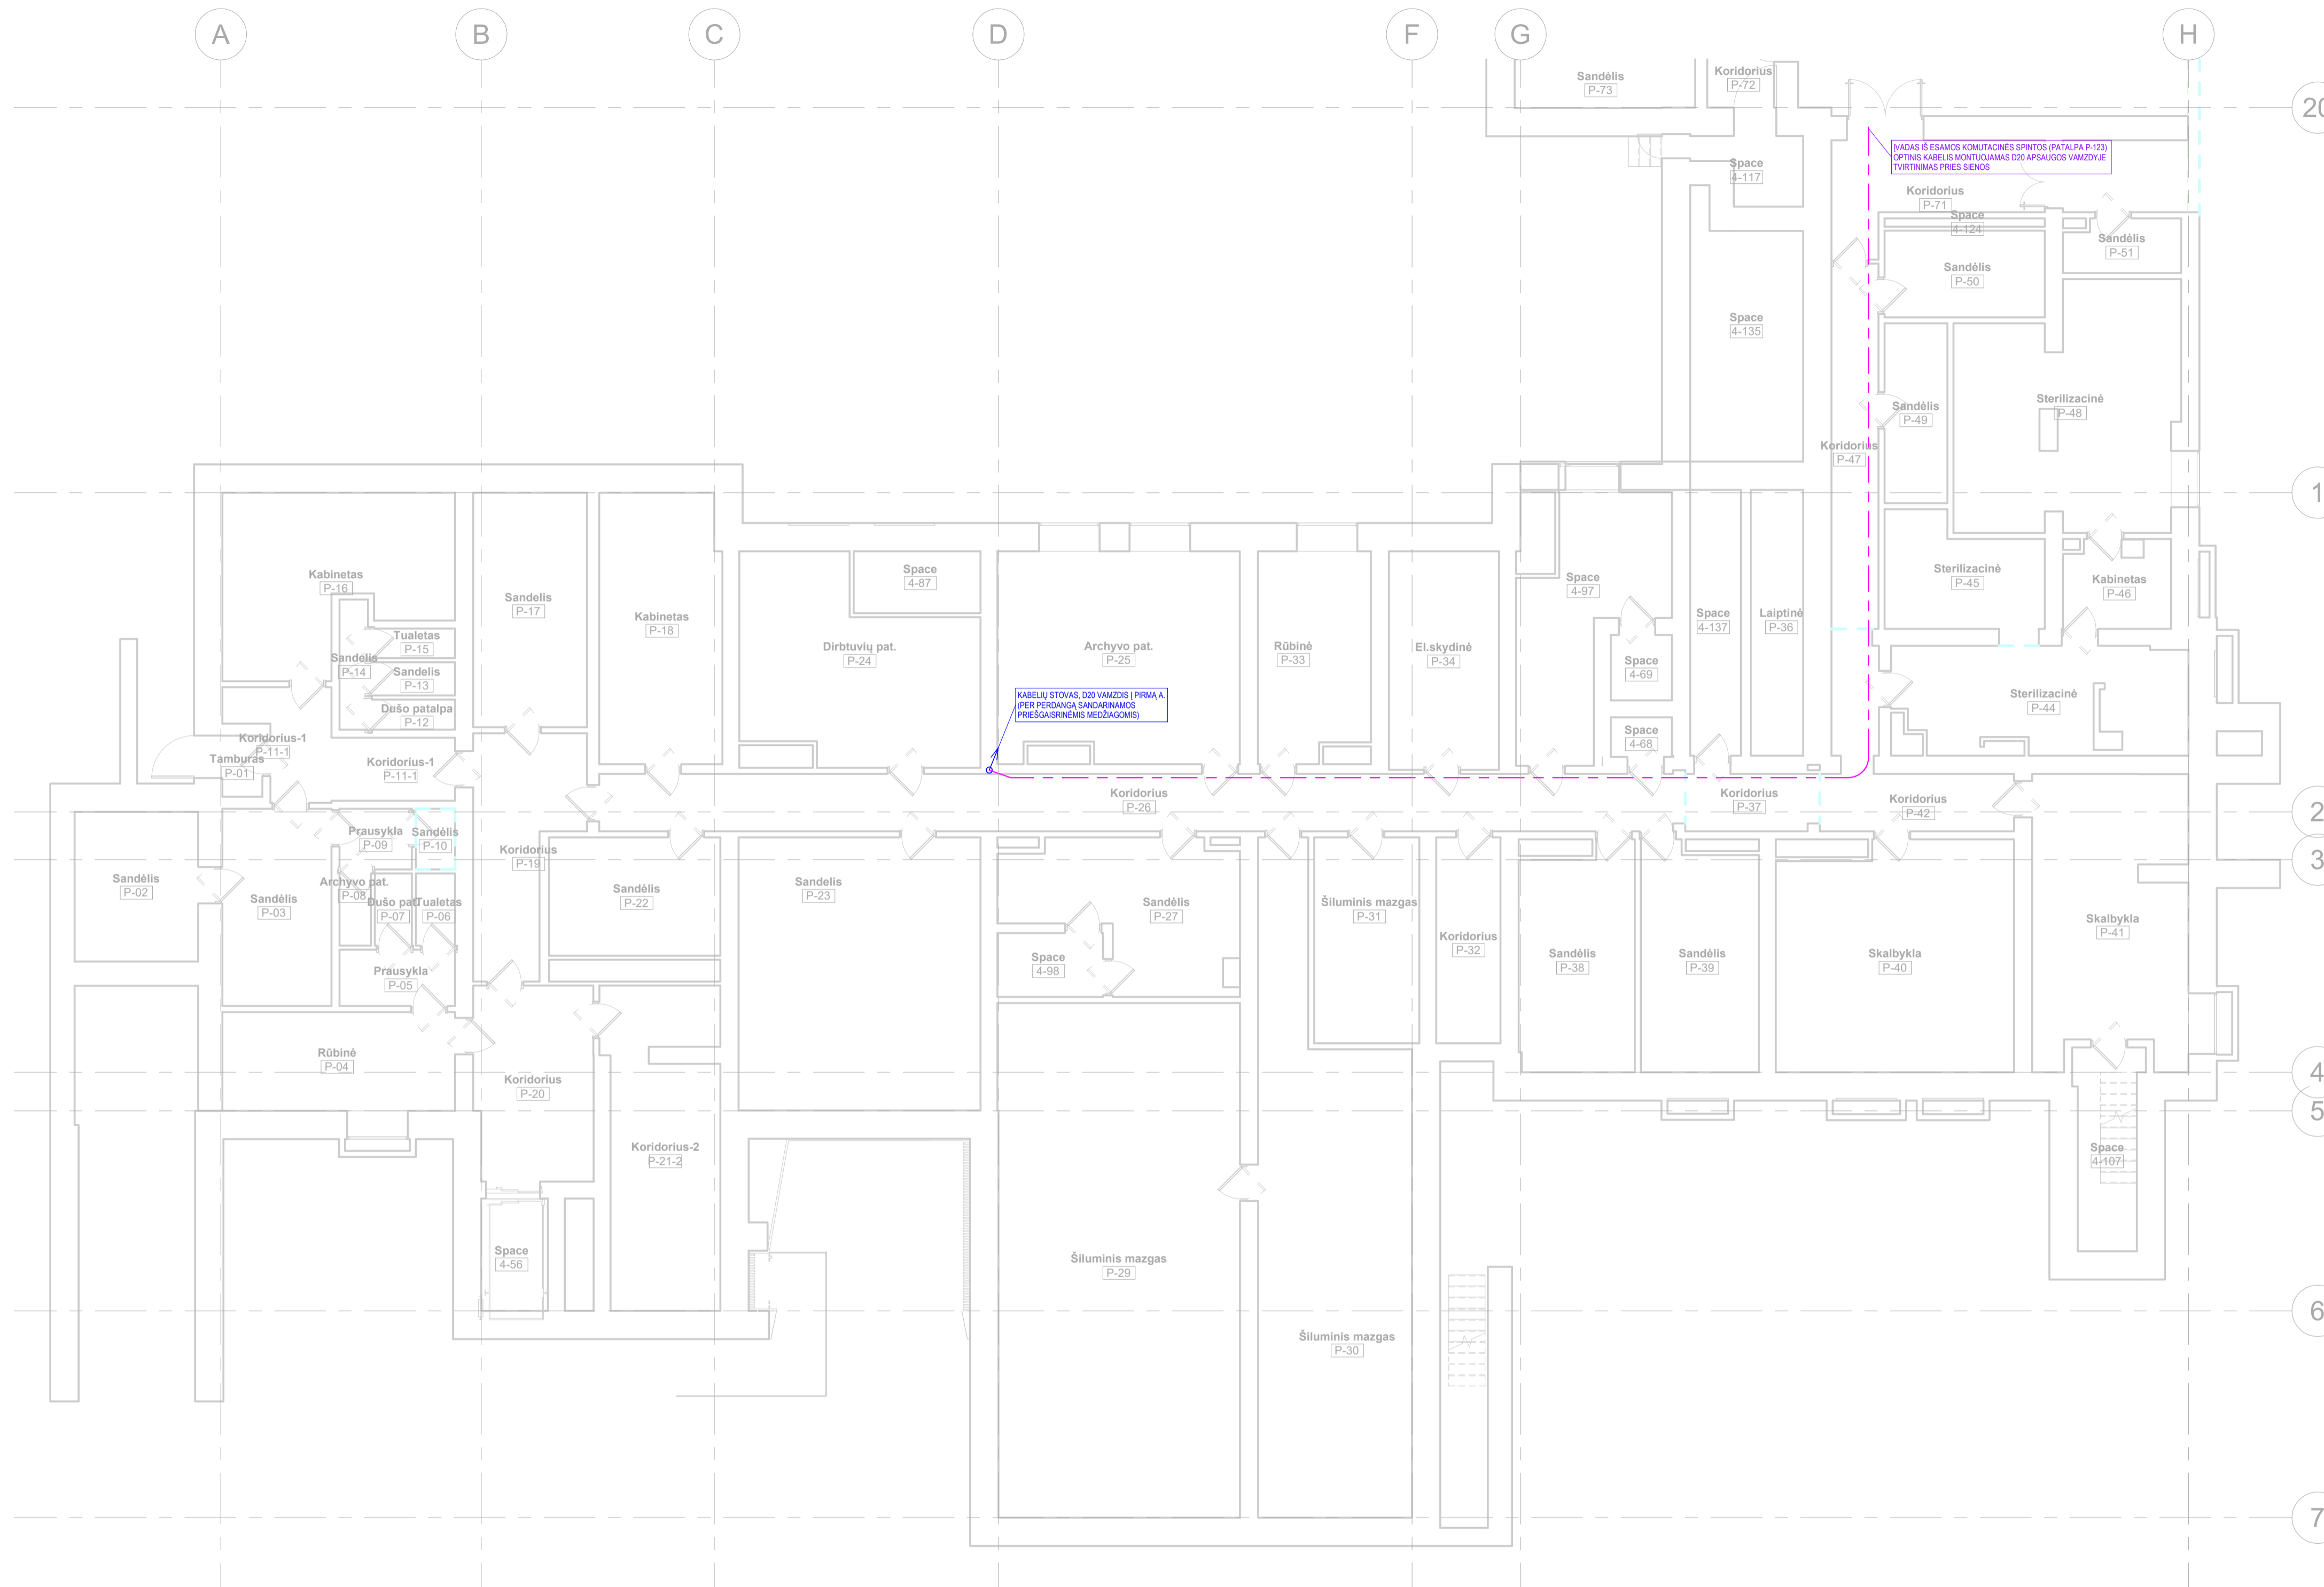 A
B
C
D
F
G
H
Sandėlis
P-73
Koridorius
P-72
ĮVADAS IŠ ESAMOS KOMUTACINĖS SPINTOS (PATALPA P-123)
OPTINIS KABELIS MONTUOJAMAS D20 APSAUGOS VAMZDYJE
TVIRTINIMAS PRIES SIENOS
Space
4-117
Koridorius
P-71
Space
4-124
Sandėlis
P-51
Sandėlis
P-50
Space
4-135
Sterilizacinė
P-48
Sandėlis
P-49
Koridorius
P-47
1
Sterilizacinė
P-45
Kabinetas
P-46
Kabinetas
P-16
Sandelis
P-17
Kabinetas
P-18
Space
4-87
Space
4-97
Tualetas
P-15
Sandėlis
P-14
Sandėlis
P-13
Dušo patalpa
P-12
Dirbtuvių pat.
P-24
Archyvo pat.
P-25
Rūbinė
P-33
El.skydinė
P-34
Space
4-137
Laiptinė
P-36
Space
4-69
Sterilizacinė
P-44
KABELIŲ STOVAS, D20 VAMZDIS Į PIRMĄ A.
(PER PERDANGĄ SANDARINAMOS
PRIEŠGAISRINĖMIS MEDŽIAGOMIS)
Space
4-68
Koridorius-1
P-11-1
Tamburas
P-01
Koridorius-1
P-11-1
Koridorius
P-26
Koridorius
P-37
Koridorius
P-42
2
Prausykla
P-09
Sandėlis
P-10
Koridorius
P-19
3
Sandėlis
P-02
Sandėlis
P-03
Archyvo pat.
P-08
Dušo pat.
P-07
Tualetas
P-06
Sandėlis
P-22
Sandelis
P-23
Sandėlis
P-27
Šiluminis mazgas
P-31
Koridorius
P-32
Skalbykla
P-41
Prausykla
P-05
Space
4-98
Sandėlis
P-38
Sandėlis
P-39
Skalbykla
P-40
Rūbinė
P-04
Koridorius
P-20
4
5
Koridorius-2
P-21-2
Space
4-107
Space
4-56
Šiluminis mazgas
P-29
6
Šiluminis mazgas
P-30
7